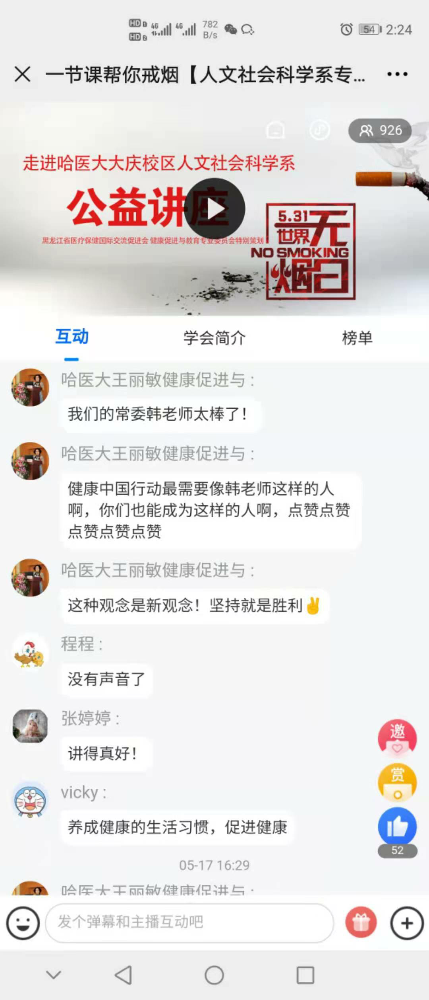 HD 1 4G 4G 782 54 2:24
HD 2 B/s
一节课帮你戒烟【人文社会科学系专...
926
走进哈医大大庆校区人文社会科学系
公益讲座
黑龙江省医疗保健国际交流促进会 健康促进与教育专业委员会特别策划
5.31
世界无
NO SMOKING
烟日
互动 学会简介 榜单
哈医大王丽敏健康促进与：
我们的常委韩老师太棒了！
哈医大王丽敏健康促进与：
健康中国行动最需要像韩老师这样的人
啊，你们也能成为这样的人啊，点赞点赞
点赞点赞点赞
哈医大王丽敏健康促进与：
这种观念是新观念！坚持就是胜利✌
程程：
没有声音了
张婷婷：
讲得真好！
邀
赏
vicky：
养成健康的生活习惯，促进健康
52
05-17 16:29
哈医大王丽敏健康促进与：
发个弹幕和主播互动吧